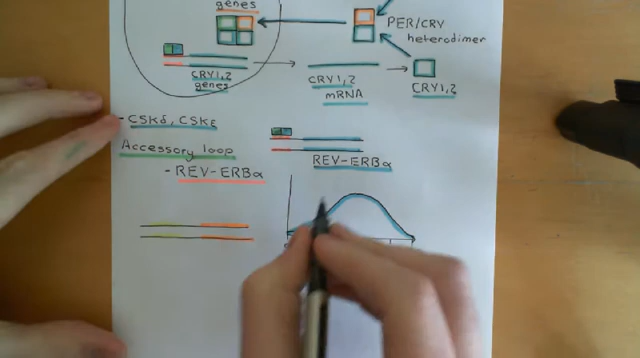 genes
PER/CRY
heterodimer
CRY1,2
genes
CRY1,2
mRNA
CRY1,2
- CSKδ, CSKε
Accessory loop
- REV-ERBα
REV-ERBα